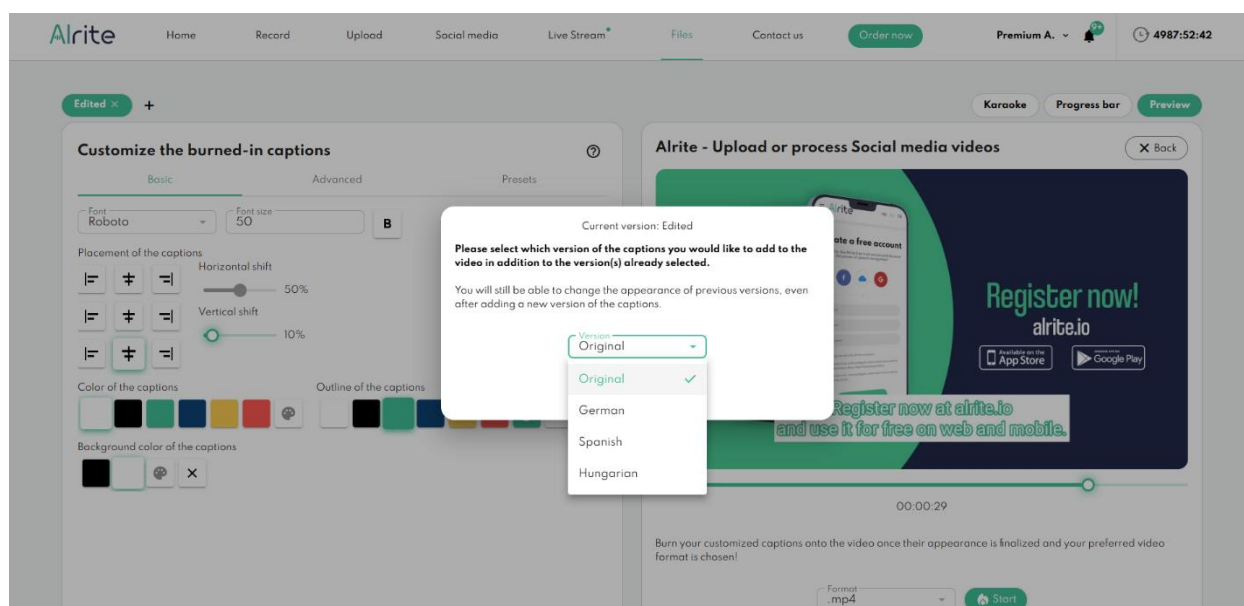 Alrite
Home Record Upload Social media Live Stream Files Contact us Order now Premium A. 9+ 4987:52:42
Edited × +
Karaoke Progress bar Preview
Customize the burned-in captions
Alrite - Upload or process Social media videos
X Back
Basic Advanced Presets
Font
Roboto
Font size
50
B
Placement of the captions
Horizontal shift
50%
Vertical shift
10%
Color of the captions
Outline of the captions
Background color of the captions
Current version: Edited
Please select which version of the captions you would like to add to the
video in addition to the version(s) already selected.
You will still be able to change the appearance of previous versions, even
after adding a new version of the captions.
Version
Original
Original
German
Spanish
Hungarian
ate a free account
Register now!
alrite.io
Available on the
App Store
Google Play
Register now at alrite.io
and use it for free on web and mobile.
00:00:29
Burn your customized captions onto the video once their appearance is finalized and your preferred video
format is chosen!
Format
.mp4
Start